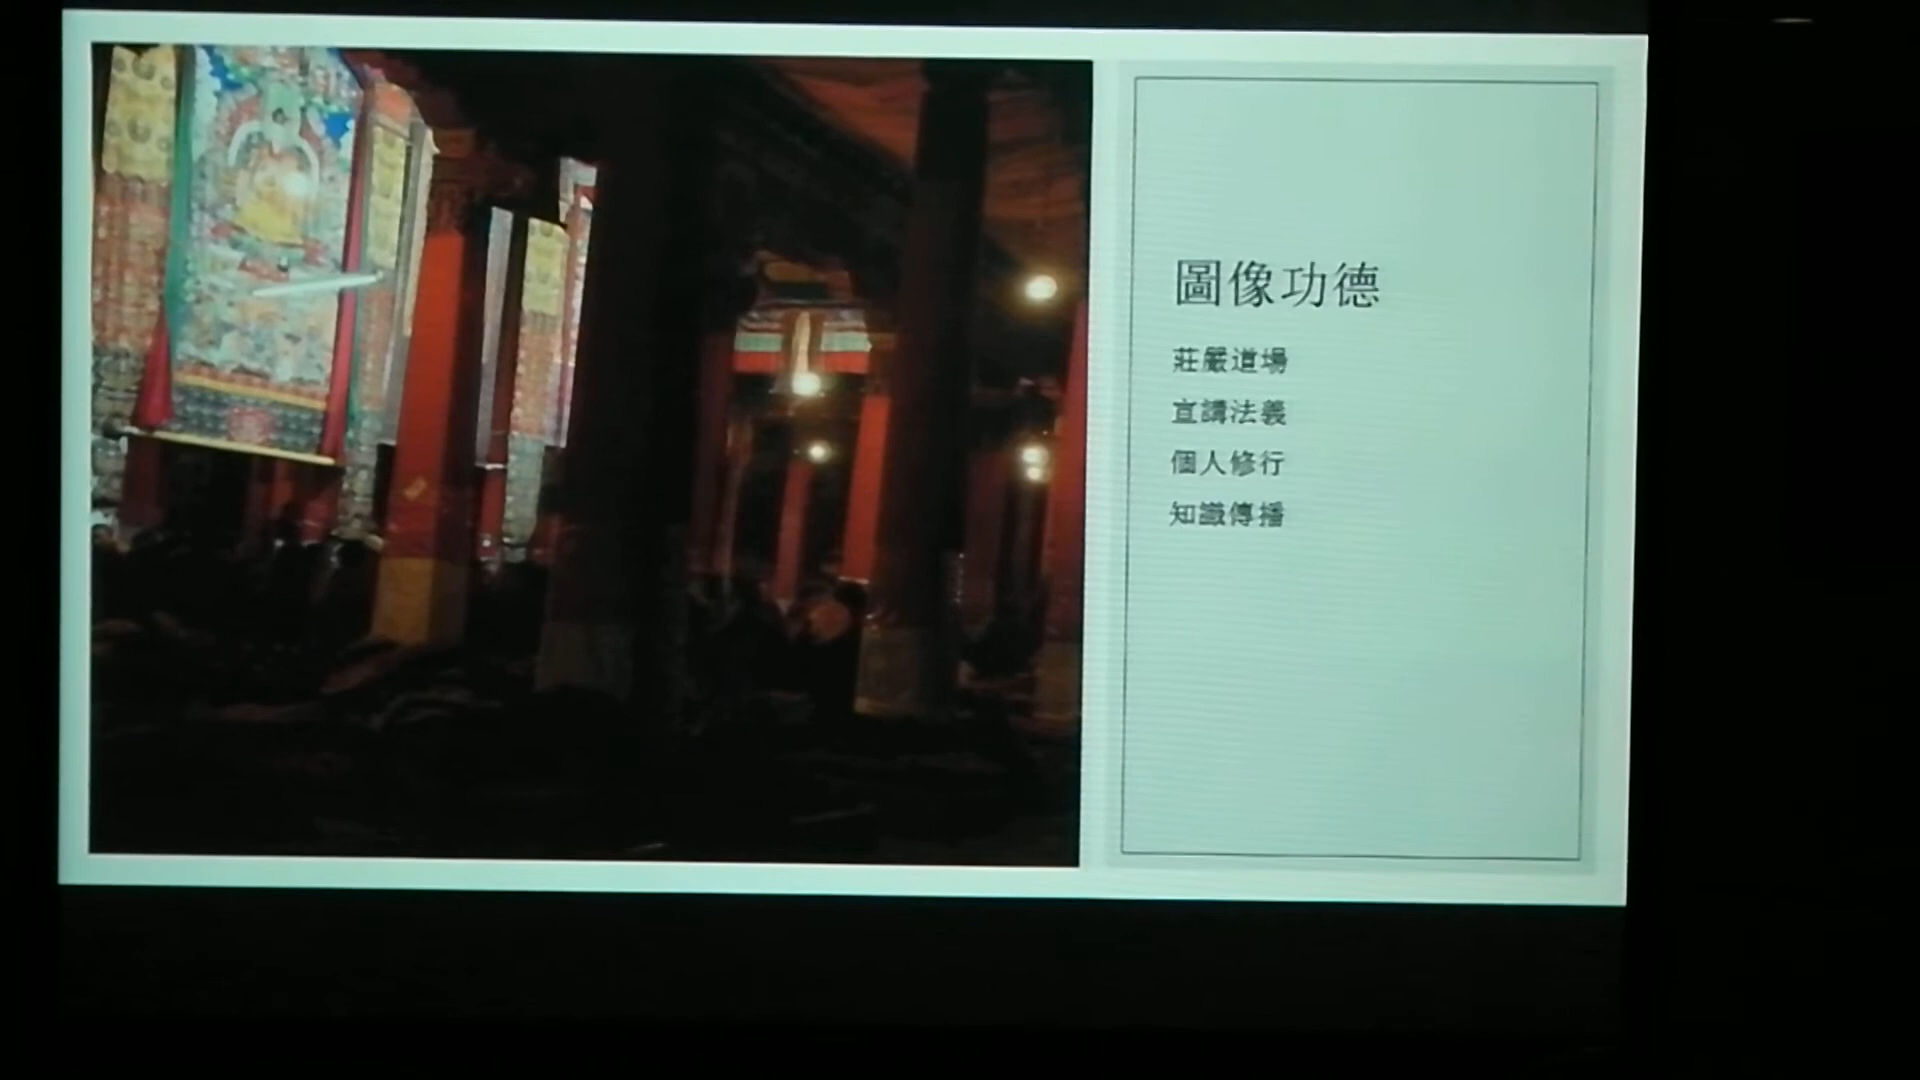 圖像功德
莊嚴道場
宣講法義
個人修行
知識傳播